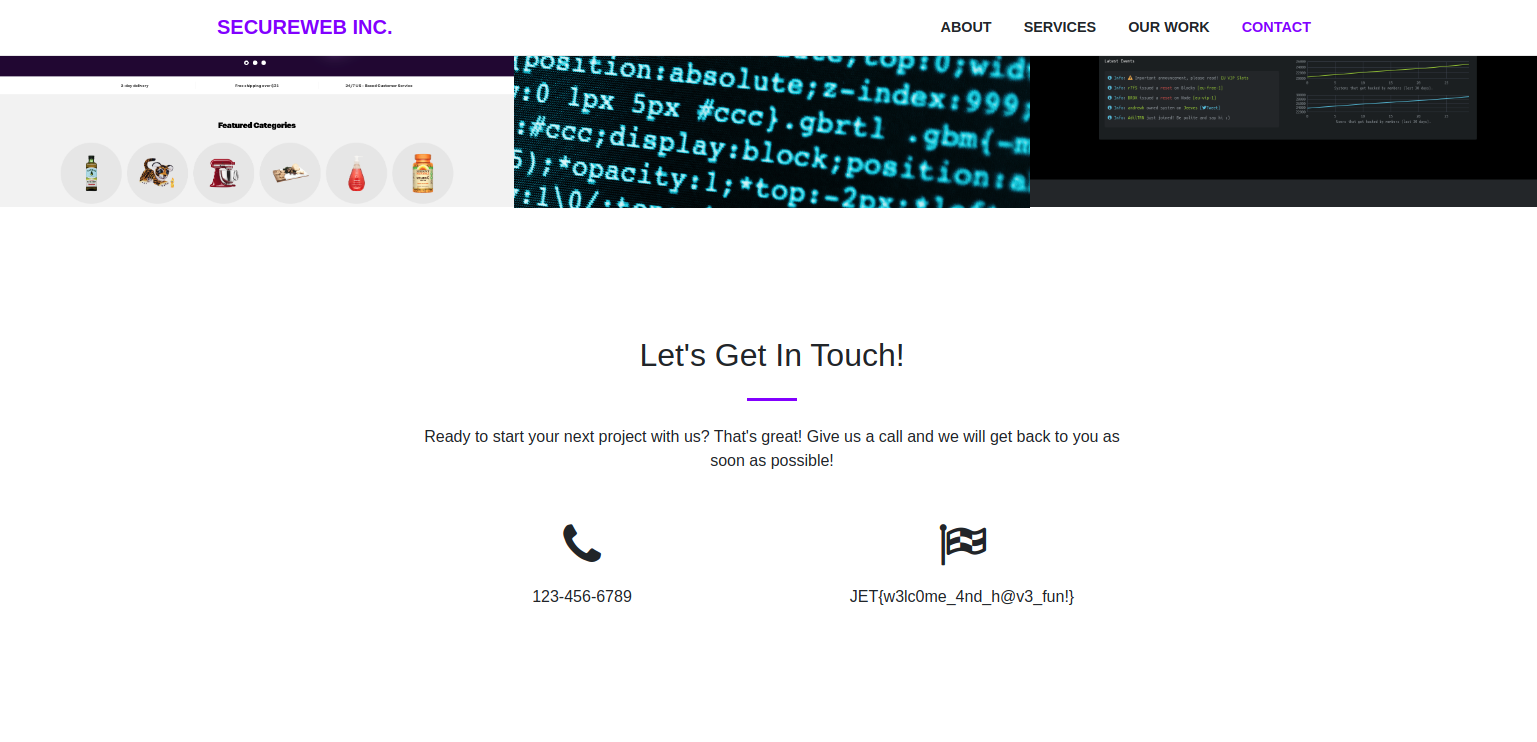 SECUREWEB INC.
ABOUT
SERVICES
OUR WORK
CONTACT
2-day delivery
Free shipping over $35
24/7 US - Based Customer Service
Featured Categories
position:absolute;z-index:999;
:0 1px 5px #ccc}.gbrtl .gbm{-m
:#ccc;display:block;position:a
);*opacity:1;*top:-2px;*left:
Latest Events
Let's Get In Touch!
Ready to start your next project with us? That's great! Give us a call and we will get back to you as
soon as possible!
123-456-6789
JET{w3lc0me_4nd_h@v3_fun!}